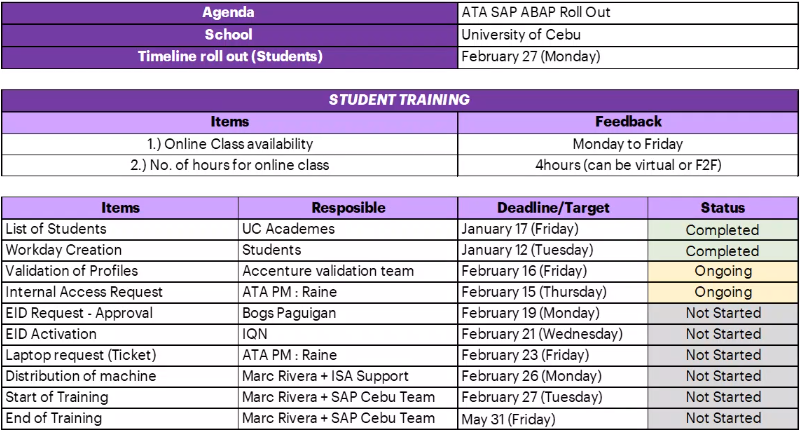 Agenda ATA SAP ABAP Roll Out
School University of Cebu
Timeline roll out (Students) February 27 (Monday)
STUDENT TRAINING
Items Feedback
1.) Online Class availability Monday to Friday
2.) No. of hours for online class 4hours (can be virtual or F2F)
Items Resposible Deadline/Target Status
List of Students UC Academes January 17 (Friday) Completed
Workday Creation Students January 12 (Tuesday) Completed
Validation of Profiles Accenture validation team February 16 (Friday) Ongoing
Internal Access Request ATA PM : Raine February 15 (Thursday) Ongoing
EID Request - Approval Bogs Paguigan February 19 (Monday) Not Started
EID Activation IQN February 21 (Wednesday) Not Started
Laptop request (Ticket) ATA PM : Raine February 23 (Friday) Not Started
Distribution of machine Marc Rivera + ISA Support February 26 (Monday) Not Started
Start of Training Marc Rivera + SAP Cebu Team February 27 (Tuesday) Not Started
End of Training Marc Rivera + SAP Cebu Team May 31 (Friday) Not Started